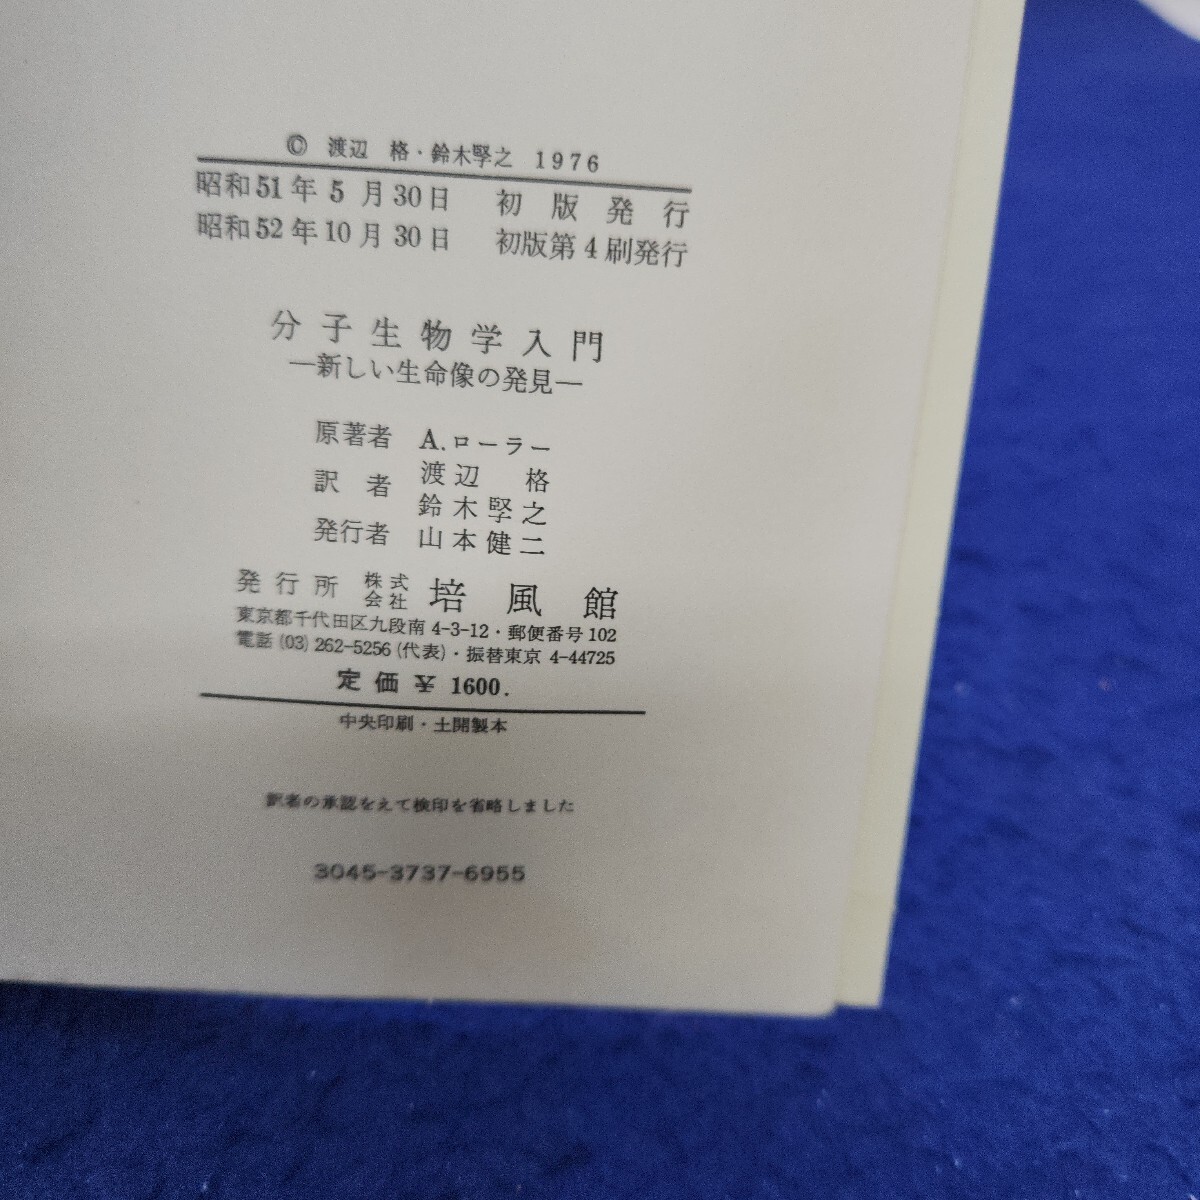 © 渡辺 格・鈴木堅之 1976
昭和51年5月30日 初版発行
昭和52年10月30日 初版第4刷発行
分子生物学入門
―新しい生命像の発見―
原著者 A.ローラー
訳者 渡辺 格
鈴木堅之
発行者 山本健二
発行所 株式会社 培風館
東京都千代田区九段南4-3-12・郵便番号102
電話(03)262-5256(代表)・振替東京4-44725
定価¥1600.
中央印刷・土開製本
訳者の承認をえて検印を省略しました
3045-3737-6955